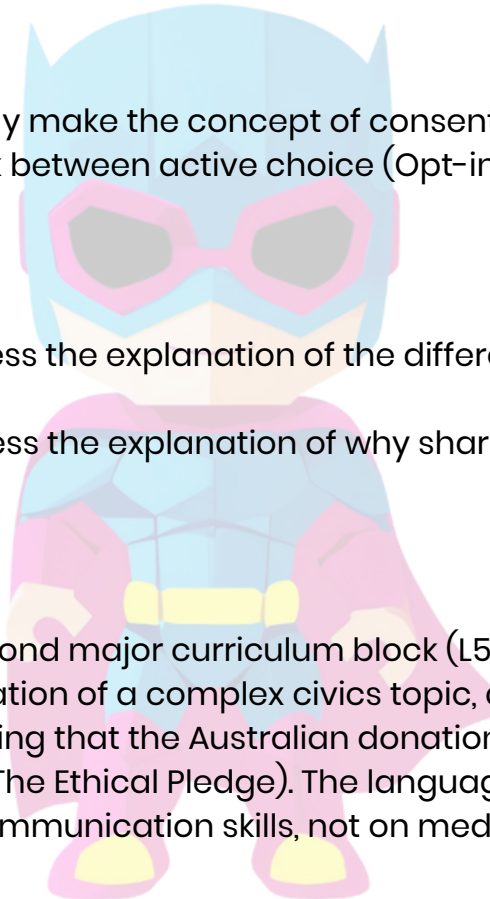 y make the concept of consent
between active choice (Opt-in
ess the explanation of the differe
ess the explanation of why shar
ond major curriculum block (L5
ation of a complex civics topic,
ing that the Australian donation
The Ethical Pledge). The languag
mmunication skills, not on med